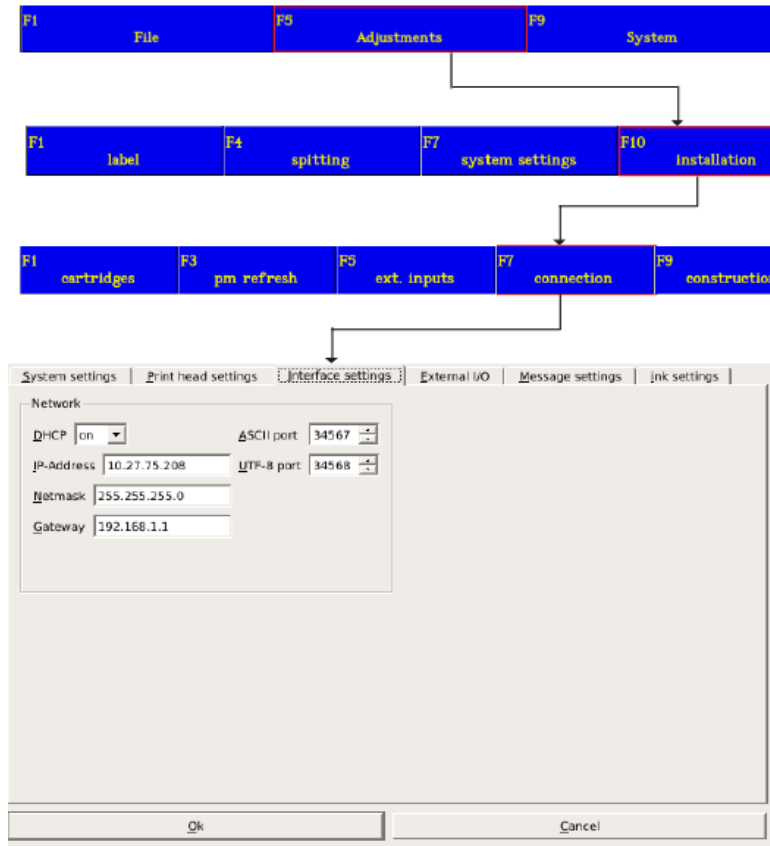 F1 File F5 Adjustments F9 System
F1 label F4 spitting F7 system settings F10 installation
F1 cartridges F3 pm refresh F5 ext. inputs F7 connection F9 constructio
System settings Print head settings Interface settings External I/O Message settings Ink settings
Network
DHCP on ASCII port 34567
IP-Address 10.27.75.208 UTF-8 port 34568
Netmask 255.255.255.0
Gateway 192.168.1.1
Ok Cancel